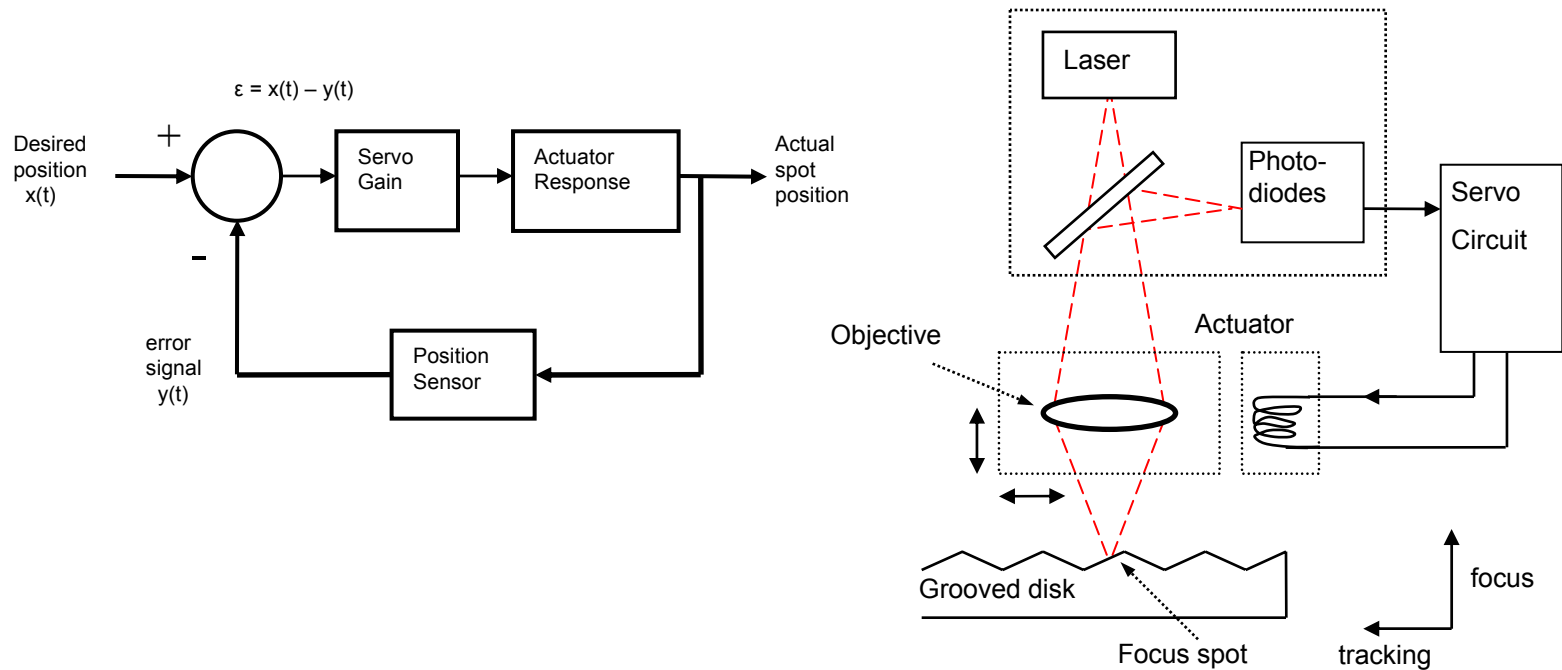 ε = x(t) – y(t)
Desired
position
x(t)
+
-
Servo
Gain
Actuator
Response
Actual
spot
position
error
signal
y(t)
Position
Sensor
Laser
Photo-
diodes
Servo
Circuit
Objective
Actuator
Grooved disk
Focus spot
focus
tracking